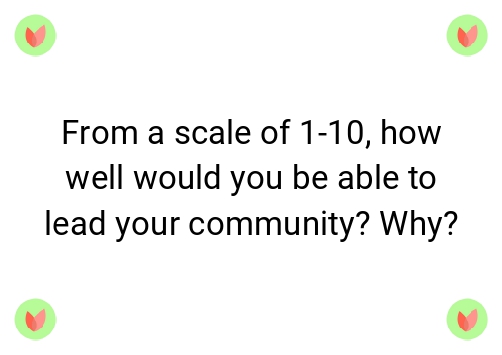 From a scale of 1-10, how
well would you be able to
lead your community? Why?